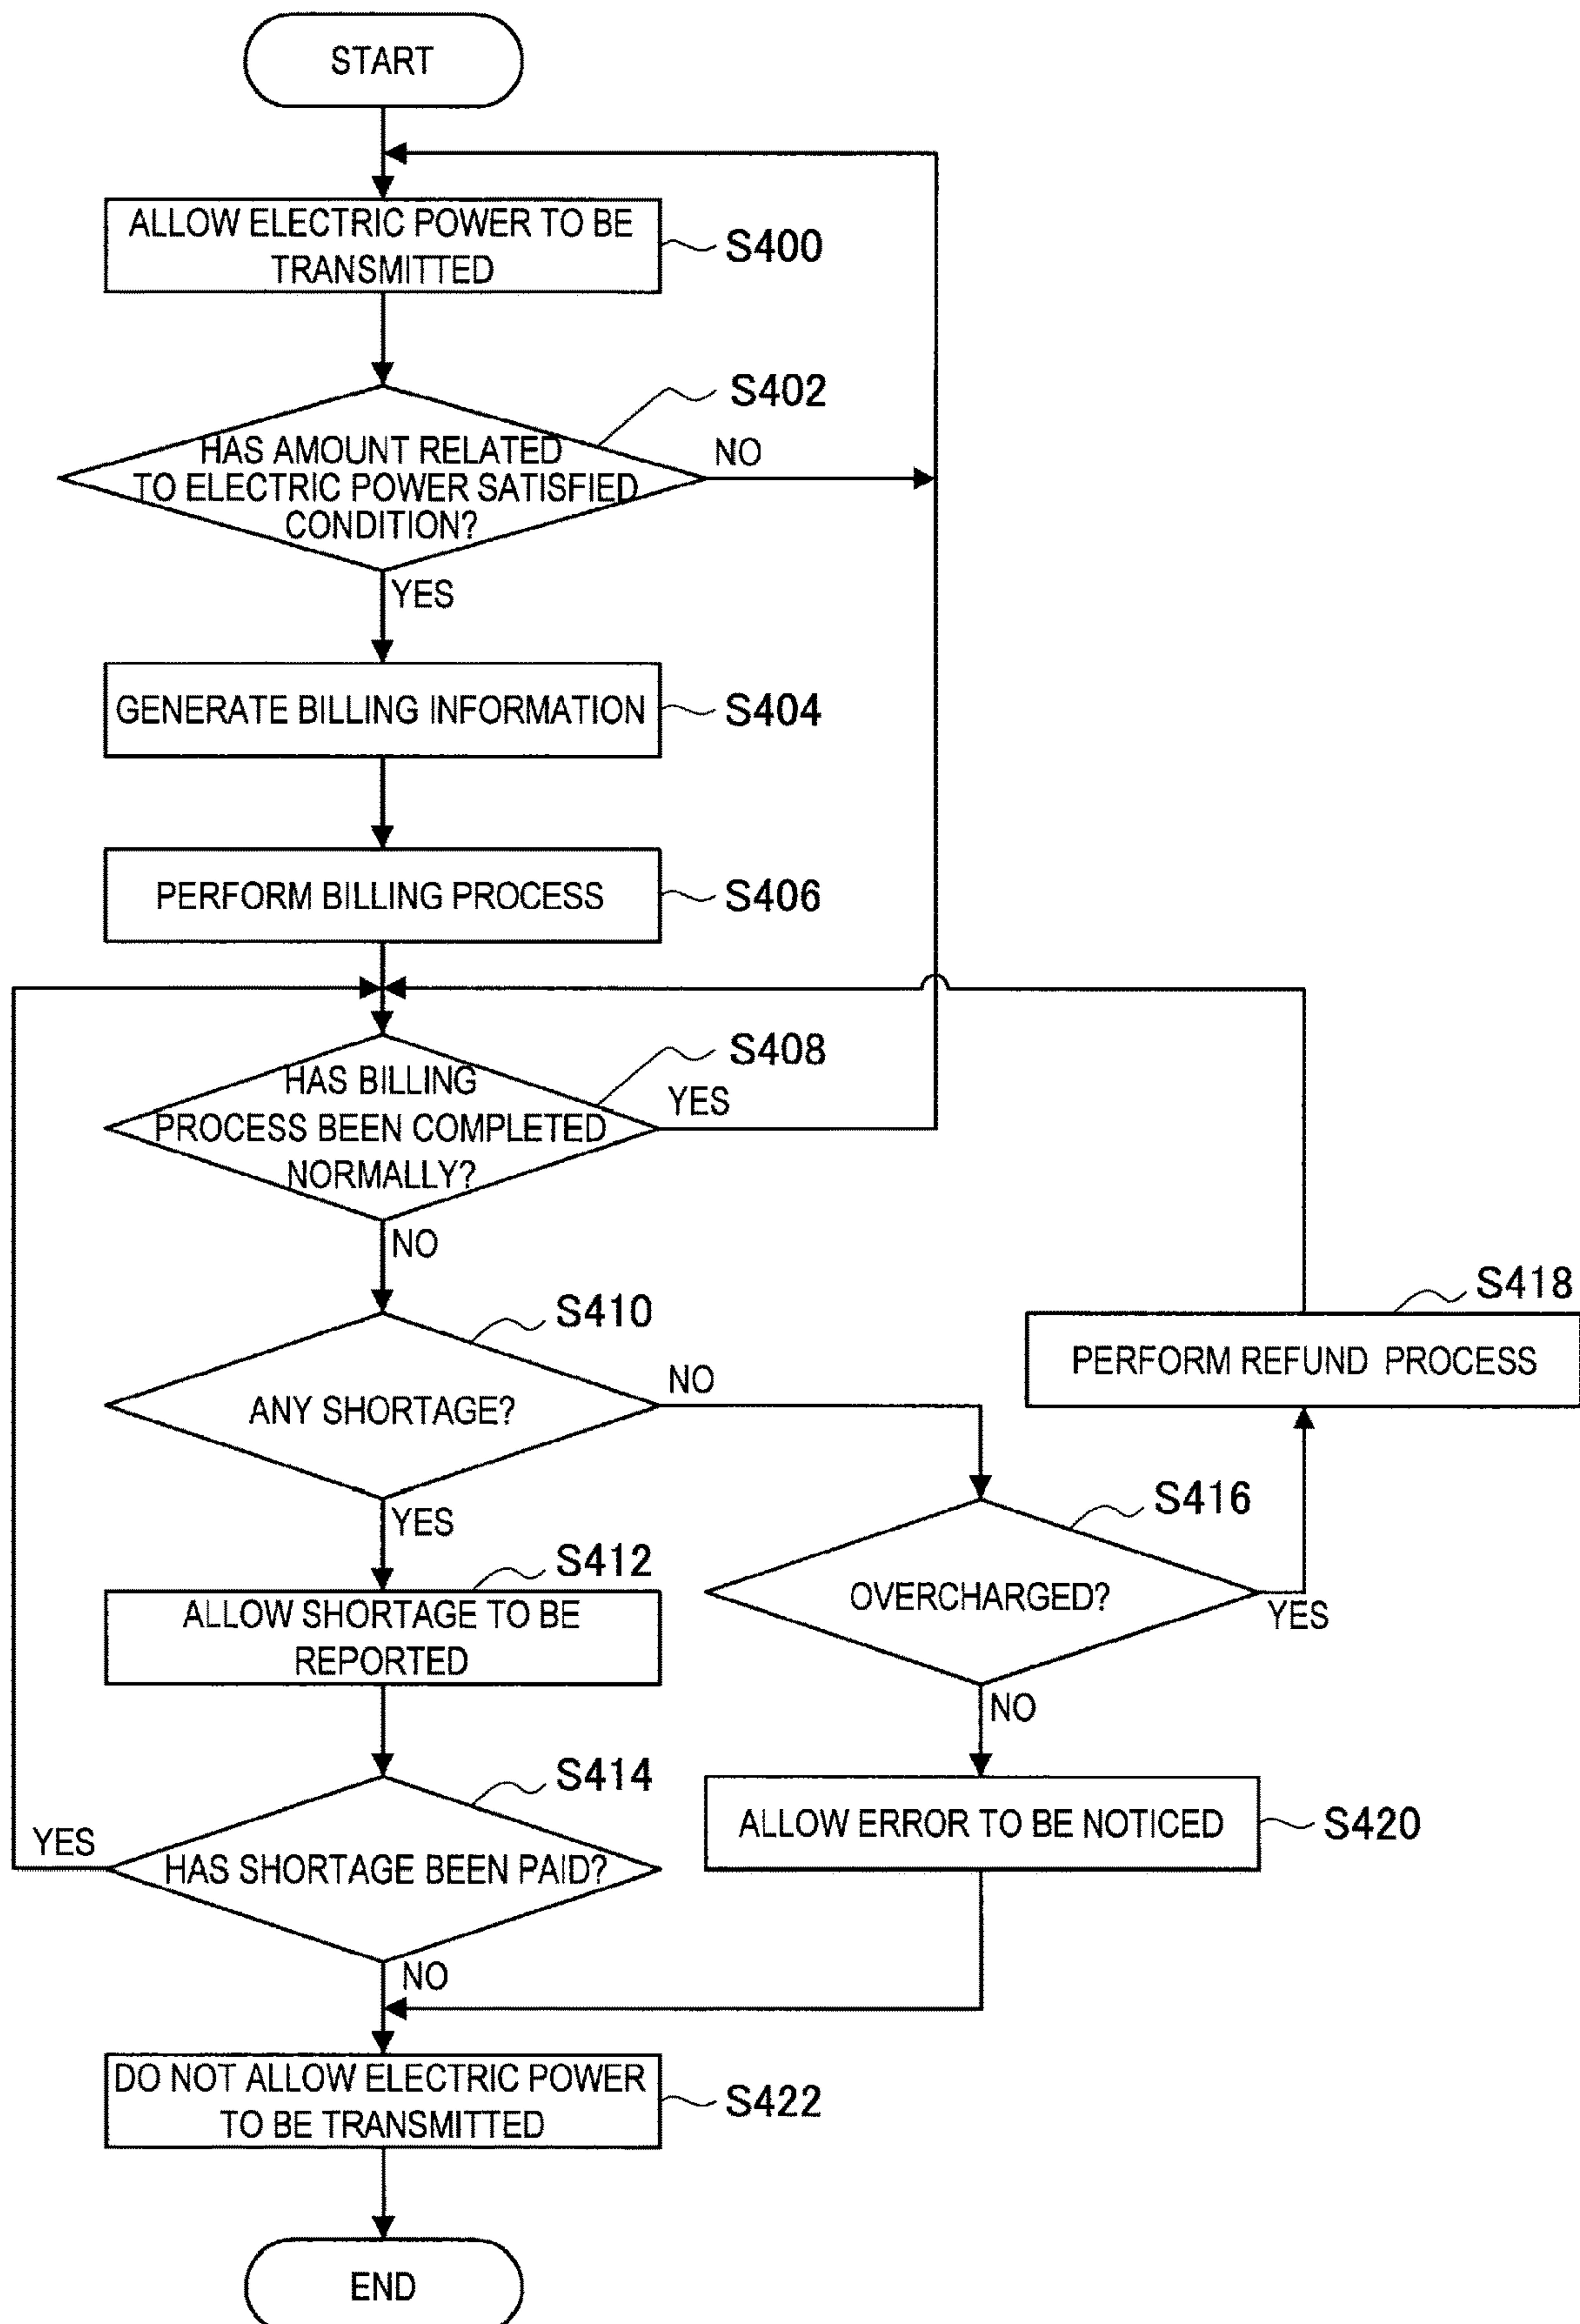 START
ALLOW ELECTRIC POWER TO BE
TRANSMITTED
S400
S402
HAS AMOUNT RELATED
TO ELECTRIC POWER SATISFIED
CONDITION?
NO
YES
GENERATE BILLING INFORMATION
S404
PERFORM BILLING PROCESS
S406
S408
HAS BILLING
PROCESS BEEN COMPLETED
NORMALLY?
YES
NO
S410
ANY SHORTAGE?
NO
YES
S418
PERFORM REFUND PROCESS
S416
OVERCHARGED?
YES
NO
S412
ALLOW SHORTAGE TO BE
REPORTED
S414
HAS SHORTAGE BEEN PAID?
YES
NO
ALLOW ERROR TO BE NOTICED
S420
DO NOT ALLOW ELECTRIC POWER
TO BE TRANSMITTED
S422
END